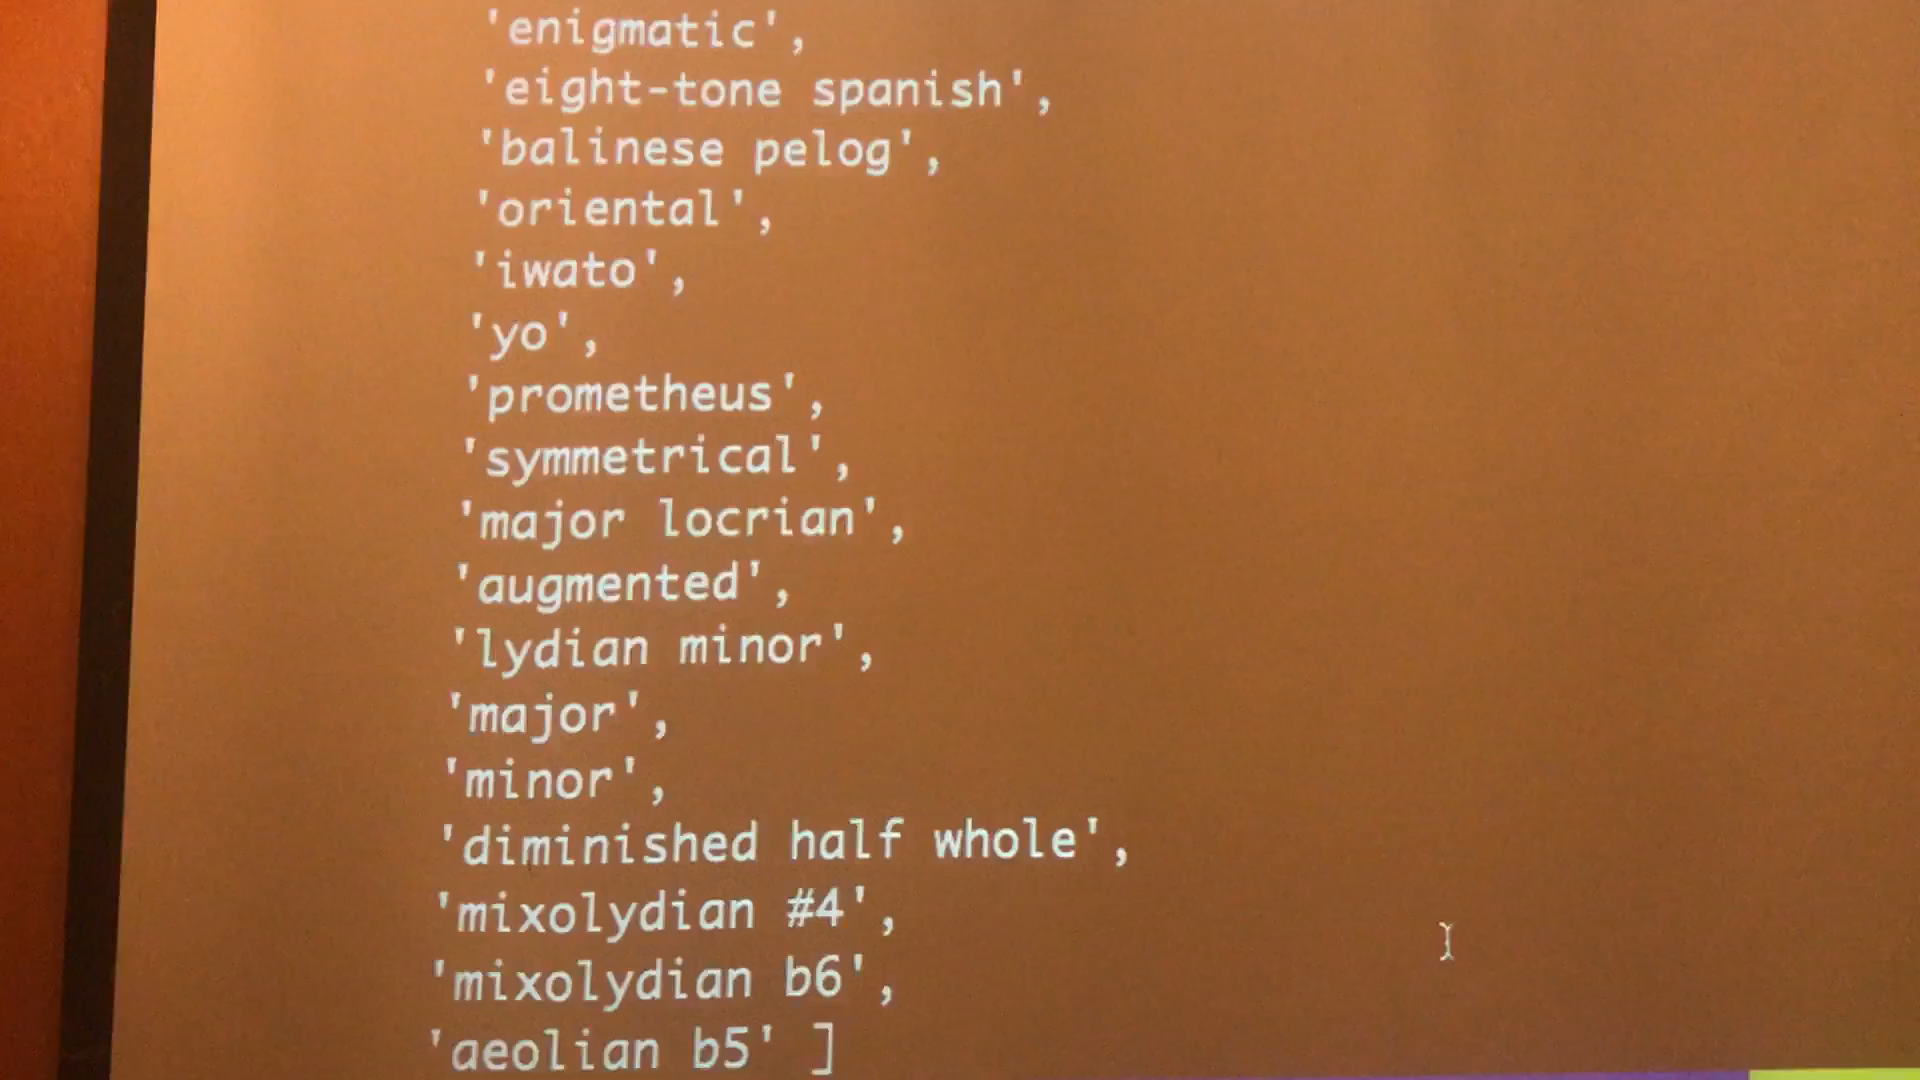 'enigmatic',
'eight-tone spanish',
'balinese pelog',
'oriental',
'iwato',
'yo',
'prometheus',
'symmetrical',
'major locrian',
'augmented',
'lydian minor',
'major',
'minor',
'diminished half whole',
'mixolydian #4',
'mixolydian b6',
'aeolian b5' ]